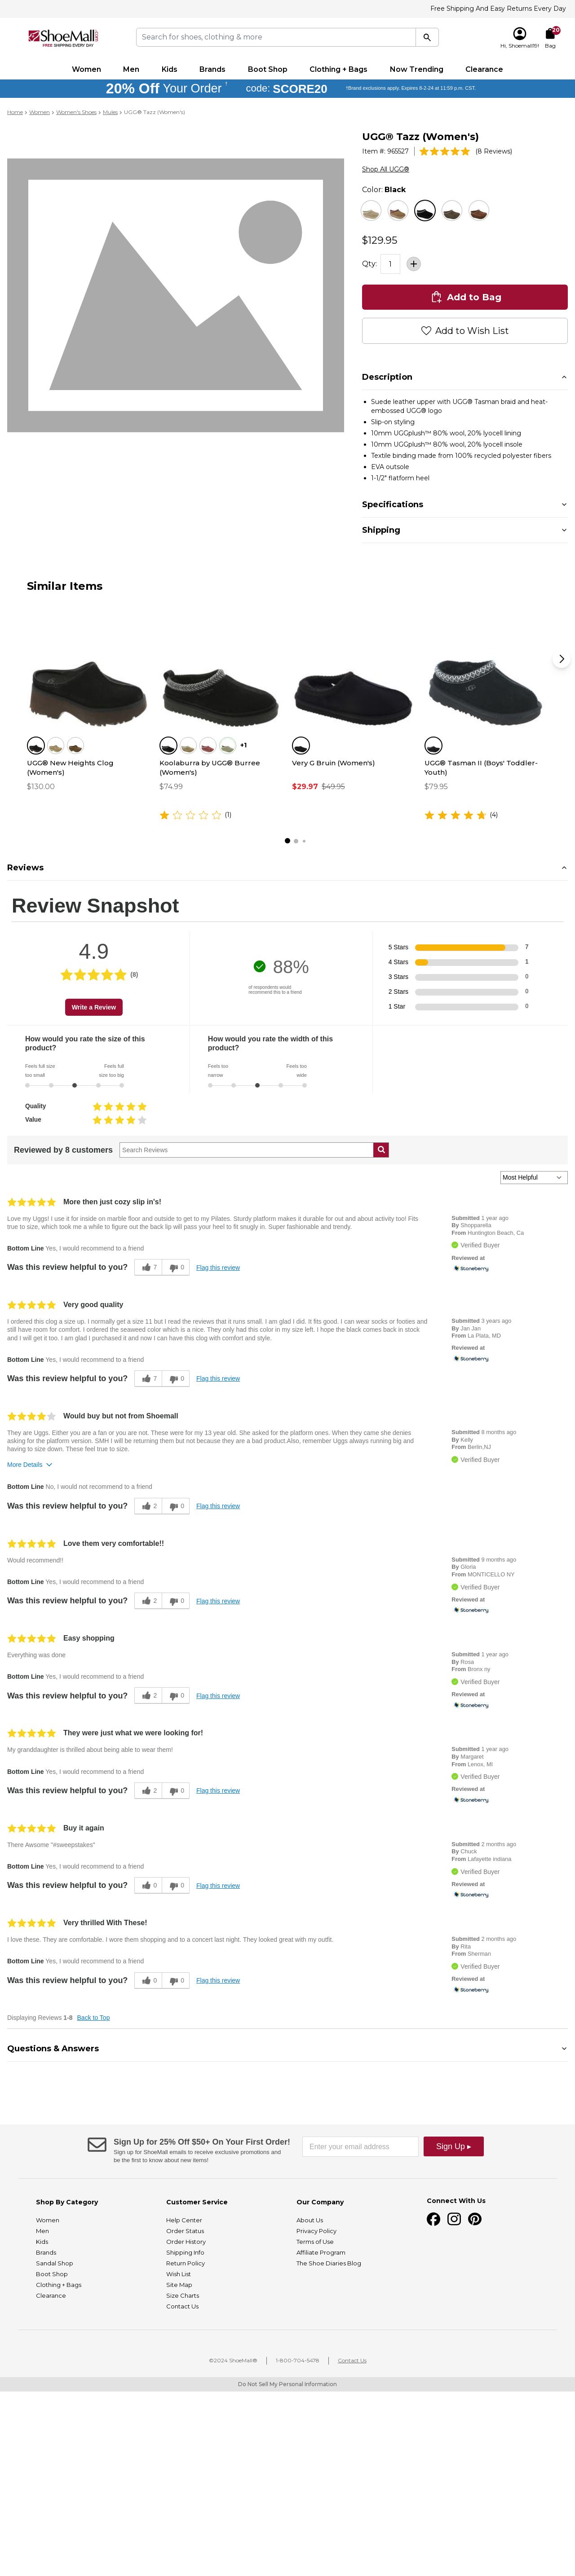 Free Shipping And Easy Returns Every Day
ShoeMall
FREE SHIPPING EVERY DAY
Search for shoes, clothing & more
Hi, Shoemall19!
20
Bag
Women Men Kids Brands Boot Shop Clothing + Bags Now Trending Clearance
20% Off Your Order † code: SCORE20 †!Brand exclusions apply. Expires 8-2-24 at 11:59 p.m. CST.
Home > Women > Women's Shoes > Mules > UGG® Tazz (Women's)
UGG® Tazz (Women's)
Item #: 965527 (8 Reviews)
Shop All UGG®
Color: Black
$129.95
Qty: 1
Add to Bag
Add to Wish List
Description
Suede leather upper with UGG® Tasman braid and heat-
embossed UGG® logo
Slip-on styling
10mm UGGplush™ 80% wool, 20% lyocell lining
10mm UGGplush™ 80% wool, 20% lyocell insole
Textile binding made from 100% recycled polyester fibers
EVA outsole
1-1/2" flatform heel
Specifications
Shipping
Similar Items
UGG® New Heights Clog
(Women's)
$130.00
+1
Koolaburra by UGG® Burree
(Women's)
$74.99
(1)
Very G Bruin (Women's)
$29.97 $49.95
UGG® Tasman II (Boys' Toddler-
Youth)
$79.95
(4)
Reviews
Review Snapshot
4.9
(8)
Write a Review
88%
of respondents would
recommend this to a friend
5 Stars 7
4 Stars 1
3 Stars 0
2 Stars 0
1 Star 0
How would you rate the size of this
product?
Feels full size
too small
Feels full
size too big
How would you rate the width of this
product?
Feels too
narrow
Feels too
wide
Quality
Value
Reviewed by 8 customers
Search Reviews
Most Helpful
More then just cozy slip in's!
Love my Uggs! I use it for inside on marble floor and outside to get to my Pilates. Sturdy platform makes it durable for out and about activity too! Fits
true to size, which took me a while to figure out the back lip will pass your heel to fit snugly in. Super fashionable and trendy.
Bottom Line Yes, I would recommend to a friend
Was this review helpful to you? 7 0 Flag this review
Submitted 1 year ago
By Shopparella
From Huntington Beach, Ca
Verified Buyer
Reviewed at
Stoneberry
Very good quality
I ordered this clog a size up. I normally get a size 11 but I read the reviews that it runs small. I am glad I did. It fits good. I can wear socks or footies and
still have room for comfort. I ordered the seaweed color which is a nice. They only had this color in my size left. I hope the black comes back in stock
and I will get it too. I am glad I purchased it and now I can have this clog with comfort and style.
Bottom Line Yes, I would recommend to a friend
Was this review helpful to you? 7 0 Flag this review
Submitted 3 years ago
By Jan Jan
From La Plata, MD
Reviewed at
Stoneberry
Would buy but not from Shoemall
They are Uggs. Either you are a fan or you are not. These were for my 13 year old. She asked for the platform ones. When they came she denies
asking for the platform version. SMH I will be returning them but not because they are a bad product.Also, remember Uggs always running big and
having to size down. These feel true to size.
More Details
Bottom Line No, I would not recommend to a friend
Was this review helpful to you? 2 0 Flag this review
Submitted 8 months ago
By Kelly
From Berlin,NJ
Verified Buyer
Love them very comfortable!!
Would recommend!!
Bottom Line Yes, I would recommend to a friend
Was this review helpful to you? 2 0 Flag this review
Submitted 9 months ago
By Gloria
From MONTICELLO NY
Verified Buyer
Reviewed at
Stoneberry
Easy shopping
Everything was done
Bottom Line Yes, I would recommend to a friend
Was this review helpful to you? 2 0 Flag this review
Submitted 1 year ago
By Rosa
From Bronx ny
Verified Buyer
Reviewed at
Stoneberry
They were just what we were looking for!
My granddaughter is thrilled about being able to wear them!
Bottom Line Yes, I would recommend to a friend
Was this review helpful to you? 2 0 Flag this review
Submitted 1 year ago
By Margaret
From Lenox, MI
Verified Buyer
Reviewed at
Stoneberry
Buy it again
There Awsome "#sweepstakes"
Bottom Line Yes, I would recommend to a friend
Was this review helpful to you? 0 0 Flag this review
Submitted 2 months ago
By Chuck
From Lafayette indiana
Verified Buyer
Reviewed at
Stoneberry
Very thrilled With These!
I love these. They are comfortable. I wore them shopping and to a concert last night. They looked great with my outfit.
Bottom Line Yes, I would recommend to a friend
Was this review helpful to you? 0 0 Flag this review
Submitted 2 months ago
By Rita
From Sherman
Verified Buyer
Reviewed at
Stoneberry
Displaying Reviews 1-8 Back to Top
Questions & Answers
Sign Up for 25% Off $50+ On Your First Order!
Sign up for ShoeMall emails to receive exclusive promotions and
be the first to know about new items!
Enter your email address
Sign Up ▸
Shop By Category
Women
Men
Kids
Brands
Sandal Shop
Boot Shop
Clothing + Bags
Clearance
Customer Service
Help Center
Order Status
Order History
Shipping Info
Return Policy
Wish List
Site Map
Size Charts
Contact Us
Our Company
About Us
Privacy Policy
Terms of Use
Affiliate Program
The Shoe Diaries Blog
Connect With Us
©2024 ShoeMall® 1-800-704-5478 Contact Us
Do Not Sell My Personal Information